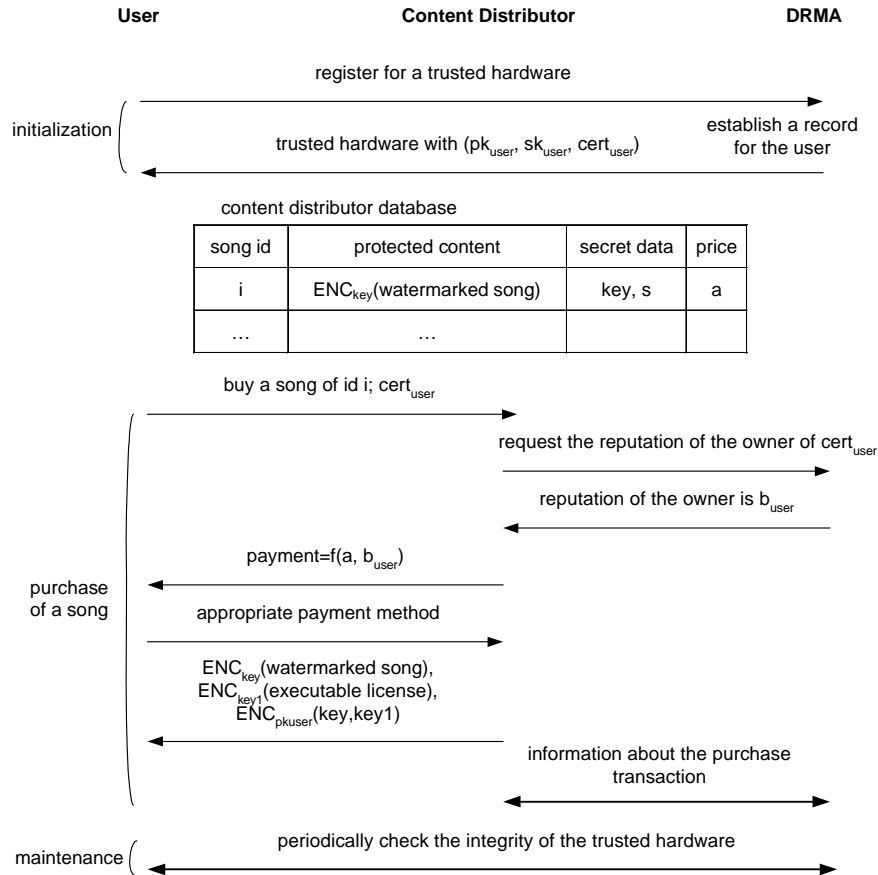 User Content Distributor DRMA
register for a trusted hardware
initialization
establish a record
for the user
trusted hardware with (pkuser, skuser, certuser)
content distributor database
song id protected content secret data price
i ENCkey(watermarked song) key, s a
… …
buy a song of id i; certuser
request the reputation of the owner of certuser
reputation of the owner is buser
payment=f(a, buser)
purchase
of a song
appropriate payment method
ENCkey(watermarked song),
ENCkey1(executable license),
ENCpkuser(key,key1)
information about the purchase
transaction
periodically check the integrity of the trusted hardware
maintenance